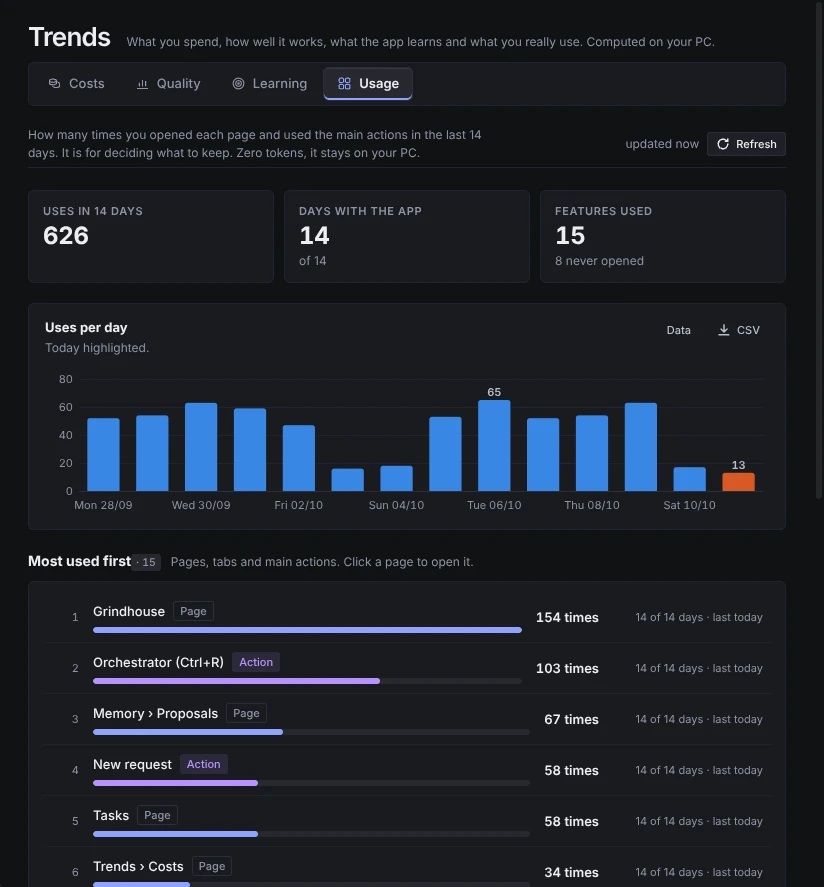 Trends
What you spend, how well it works, what the app learns and what you really use. Computed on your PC.
Costs
Quality
Learning
Usage
How many times you opened each page and used the main actions in the last 14
days. It is for deciding what to keep. Zero tokens, it stays on your PC.
updated now
Refresh
USES IN 14 DAYS
626
DAYS WITH THE APP
14
of 14
FEATURES USED
15
8 never opened
Uses per day
Today highlighted.
Data
CSV
80
60
40
20
0
65
13
Mon 28/09
Wed 30/09
Fri 02/10
Sun 04/10
Tue 06/10
Thu 08/10
Sat 10/10
Most used first · 15 Pages, tabs and main actions. Click a page to open it.
1 Grindhouse Page 154 times 14 of 14 days · last today
2 Orchestrator (Ctrl+R) Action 103 times 14 of 14 days · last today
3 Memory › Proposals Page 67 times 14 of 14 days · last today
4 New request Action 58 times 14 of 14 days · last today
5 Tasks Page 58 times 14 of 14 days · last today
6 Trends › Costs Page 34 times 14 of 14 days · last today